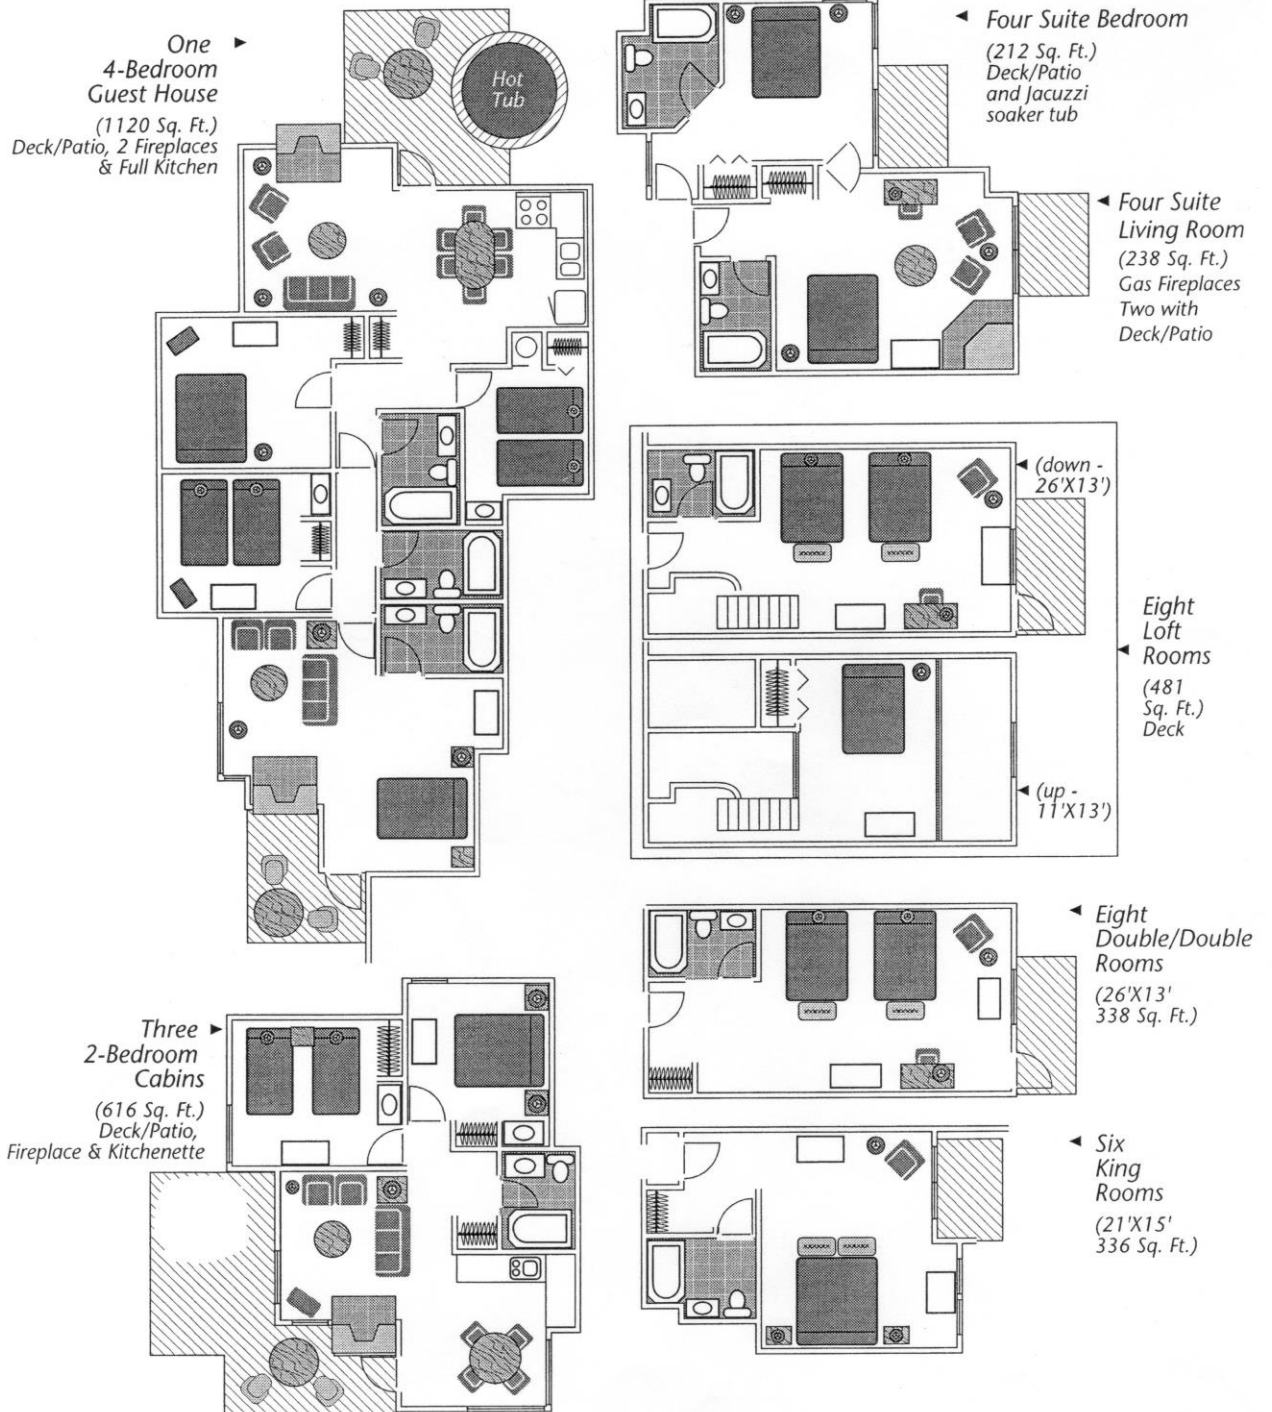 One
4-Bedroom
Guest House
(1120 Sq. Ft.)
Deck/Patio, 2 Fireplaces
& Full Kitchen
Hot
Tub
Four Suite Bedroom
(212 Sq. Ft.)
Deck/Patio
and Jacuzzi
soaker tub
Four Suite
Living Room
(238 Sq. Ft.)
Gas Fireplaces
Two with
Deck/Patio
(down -
26'X13')
Eight
Loft
Rooms
(481
Sq. Ft.)
Deck
(up -
11'X13')
Eight
Double/Double
Rooms
(26'X13'
338 Sq. Ft.)
Three
2-Bedroom
Cabins
(616 Sq. Ft.)
Deck/Patio,
Fireplace & Kitchenette
Six
King
Rooms
(21'X15'
336 Sq. Ft.)